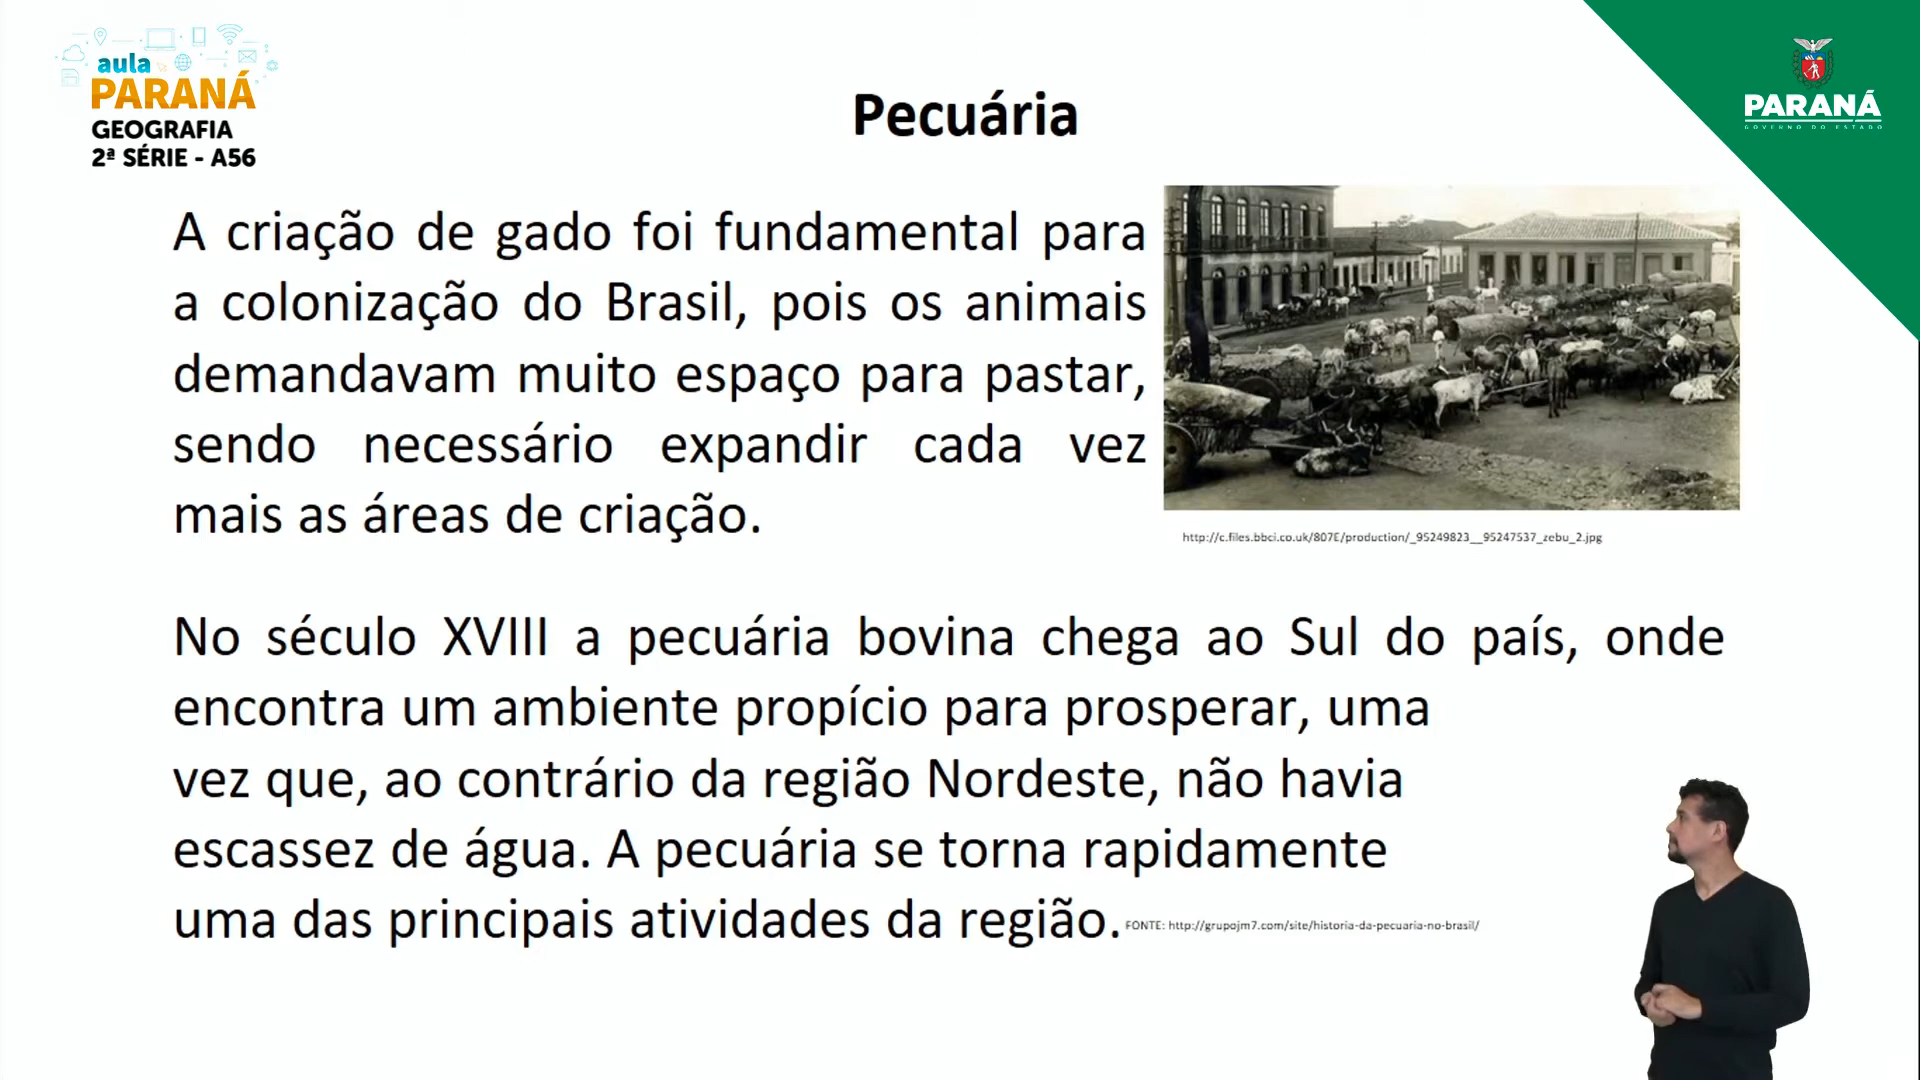 aula
PARANÁ
GEOGRAFIA
2ª SÉRIE - A56
PARANÁ
GOVERNO DO ESTADO
Pecuária
A criação de gado foi fundamental para
a colonização do Brasil, pois os animais
demandavam muito espaço para pastar,
sendo necessário expandir cada vez
mais as áreas de criação.
http://c.files.bbci.co.uk/807E/production/_95249823__95247537_zebu_2.jpg
No século XVIII a pecuária bovina chega ao Sul do país, onde
encontra um ambiente propício para prosperar, uma
vez que, ao contrário da região Nordeste, não havia
escassez de água. A pecuária se torna rapidamente
uma das principais atividades da região. FONTE: http://grupojm7.com/site/historia-da-pecuaria-no-brasil/